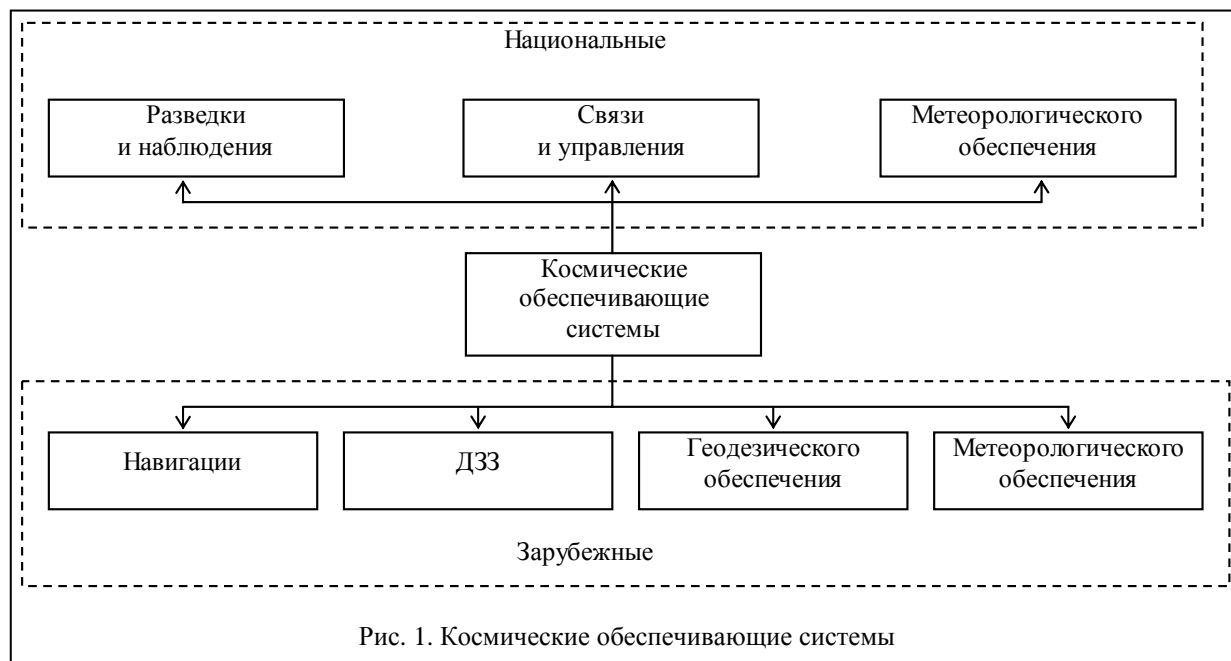 Национальные
Разведки
и наблюдения
Связи
и управления
Метеорологического
обеспечения
Космические
обеспечивающие
системы
Навигации
ДЗЗ
Геодезического
обеспечения
Метеорологического
обеспечения
Зарубежные
Рис. 1. Космические обеспечивающие системы